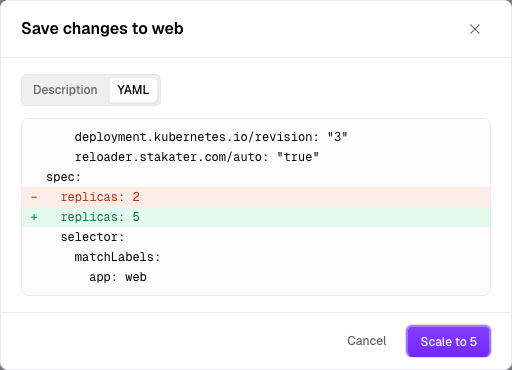 Save changes to web
Description YAML
deployment.kubernetes.io/revision: "3"
reloader.stakater.com/auto: "true"
spec:
- replicas: 2
+ replicas: 5
selector:
matchLabels:
app: web
Cancel Scale to 5